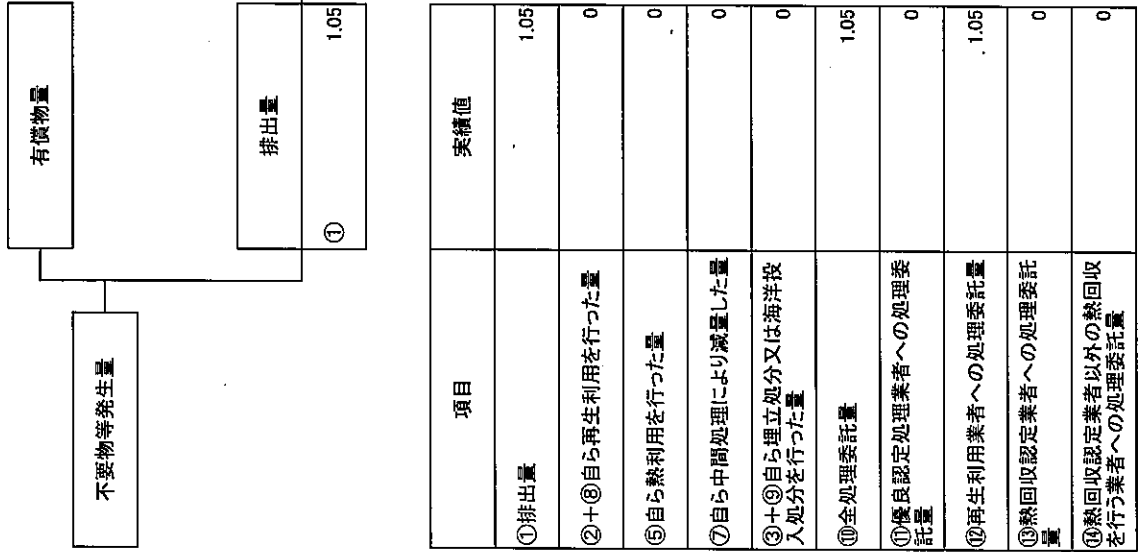 有償物量
不要物等発生量
排出量
① 1.05
項目 実績値
①排出量 1.05
②＋⑧自ら再生利用を行った量 0
⑤自ら熱利用を行った量 0
⑦自ら中間処理により減量した量 0
③＋⑨自ら埋立処分又は海洋投
入処分を行った量 0
⑩全処理委託量 1.05
⑪優良認定処理業者への処理委
託量 0
⑫再生利用業者への処理委託量 1.05
⑬熱回収認定業者への処理委託
量 0
⑭熱回収認定業者以外の熱回収
を行う業者への処理委託量 0